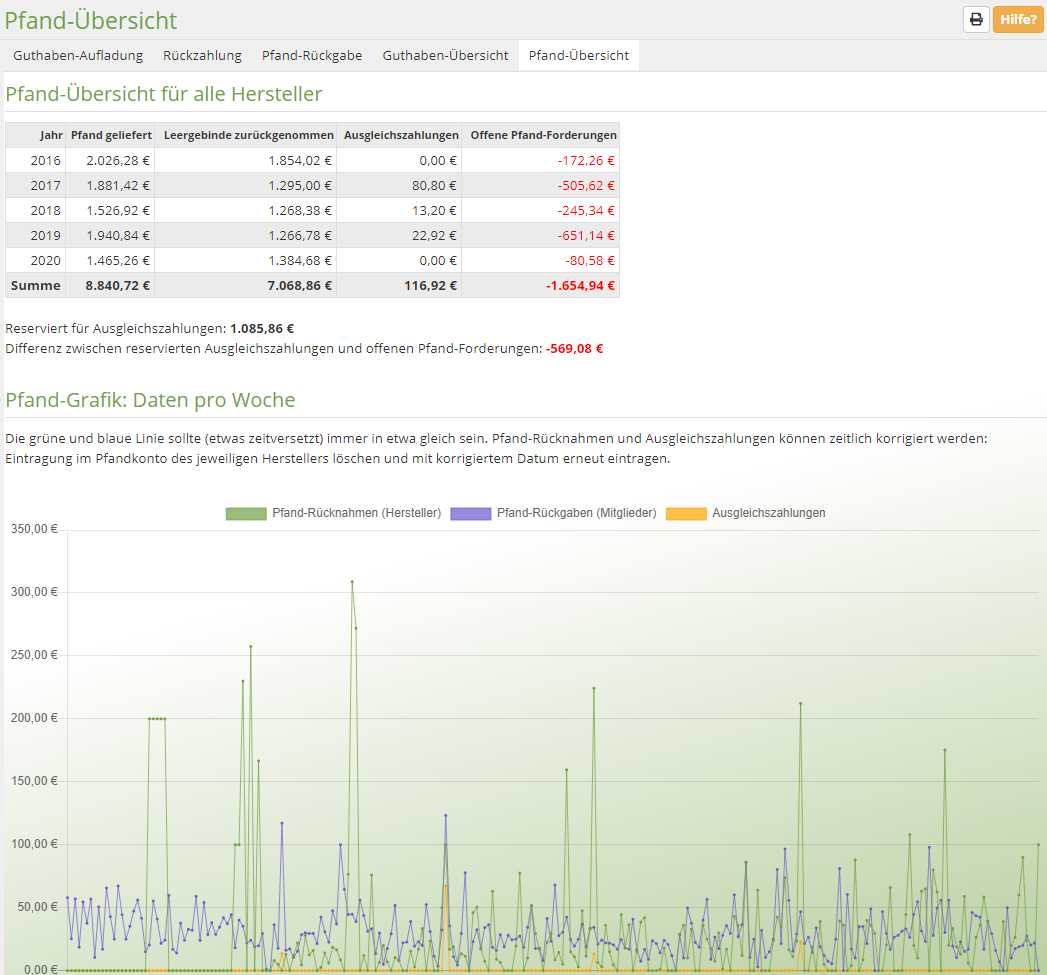 Pfand-Übersicht
Hilfe?
Guthaben-Aufladung Rückzahlung Pfand-Rückgabe Guthaben-Übersicht Pfand-Übersicht
Pfand-Übersicht für alle Hersteller
Jahr Pfand geliefert Leergebinde zurückgenommen Ausgleichszahlungen Offene Pfand-Forderungen
2016 2.026,28 € 1.854,02 € 0,00 € -172,26 €
2017 1.881,42 € 1.295,00 € 80,80 € -505,62 €
2018 1.526,92 € 1.268,38 € 13,20 € -245,34 €
2019 1.940,84 € 1.266,78 € 22,92 € -651,14 €
2020 1.465,26 € 1.384,68 € 0,00 € -80,58 €
Summe 8.840,72 € 7.068,86 € 116,92 € -1.654,94 €
Reserviert für Ausgleichszahlungen: 1.085,86 €
Differenz zwischen reservierten Ausgleichszahlungen und offenen Pfand-Forderungen: -569,08 €
Pfand-Grafik: Daten pro Woche
Die grüne und blaue Linie sollte (etwas zeitversetzt) immer in etwa gleich sein. Pfand-Rücknahmen und Ausgleichszahlungen können zeitlich korrigiert werden:
Eintragung im Pfandkonto des jeweiligen Herstellers löschen und mit korrigiertem Datum erneut eintragen.
Pfand-Rücknahmen (Hersteller) Pfand-Rückgaben (Mitglieder) Ausgleichszahlungen
350,00 €
300,00 €
250,00 €
200,00 €
150,00 €
100,00 €
50,00 €
0,00 €